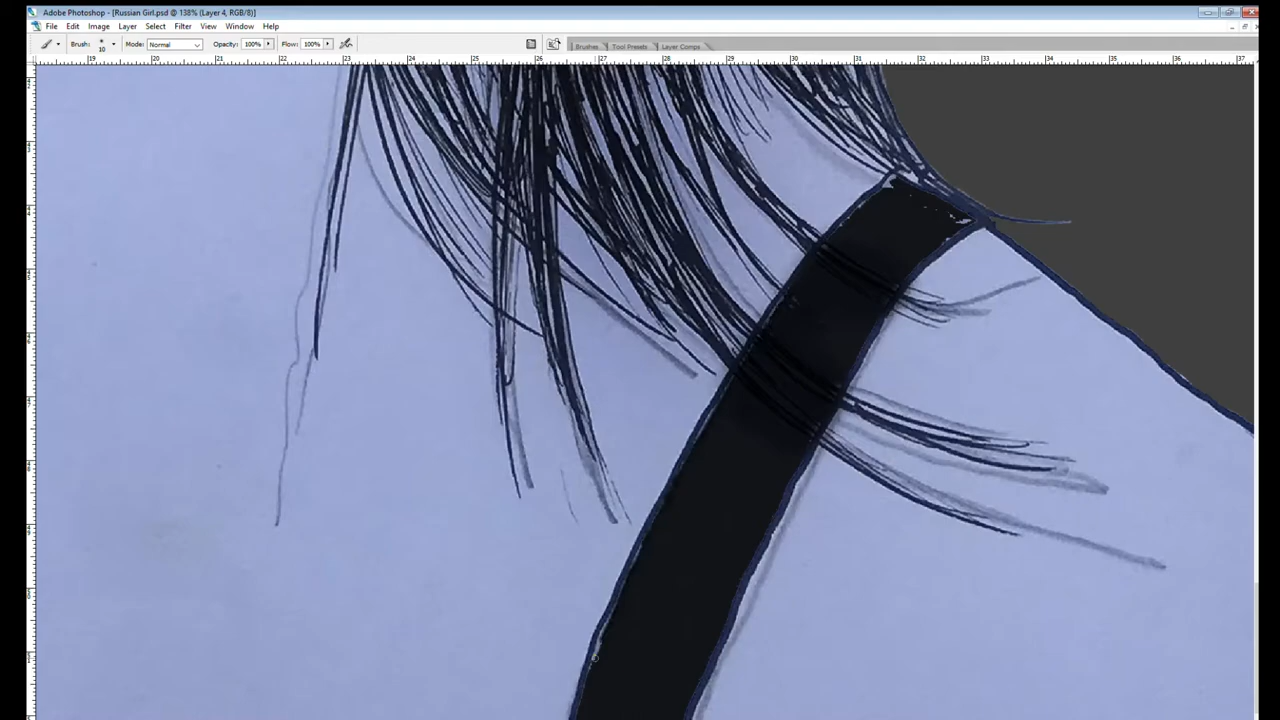 Adobe Photoshop - [Russian Girl.psd @ 138% (Layer 4, RGB/8)]
File Edit Image Layer Select Filter View Window Help
Brush: 10 Mode: Normal Opacity: 100% Flow: 100% Brushes Tool Presets Layer Comps
19 20 21 22 23 24 25 26 27 28 29 30 31 32 33 34 35 36 37